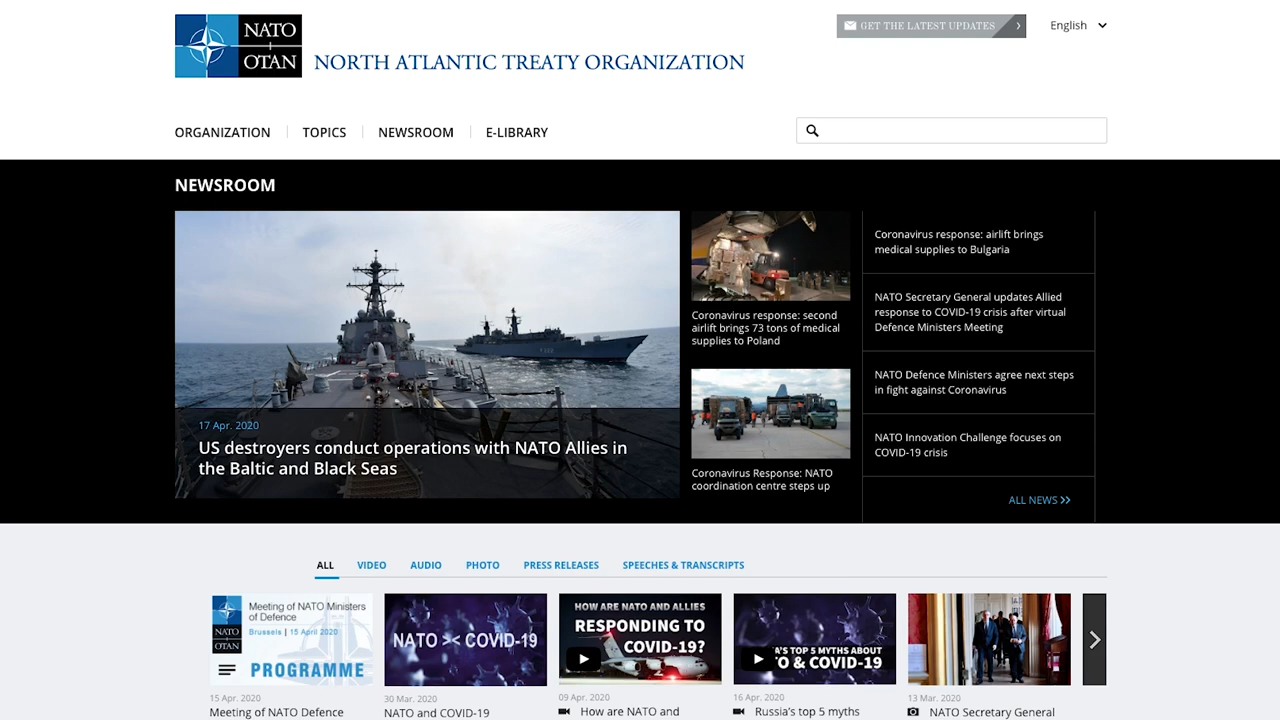 NATO
OTAN
NORTH ATLANTIC TREATY ORGANIZATION
GET THE LATEST UPDATES
English
ORGANIZATION
TOPICS
NEWSROOM
E-LIBRARY
NEWSROOM
17 Apr. 2020
US destroyers conduct operations with NATO Allies in
the Baltic and Black Seas
Coronavirus response: second
airlift brings 73 tons of medical
supplies to Poland
Coronavirus Response: NATO
coordination centre steps up
Coronavirus response: airlift brings
medical supplies to Bulgaria
NATO Secretary General updates Allied
response to COVID-19 crisis after virtual
Defence Ministers Meeting
NATO Defence Ministers agree next steps
in fight against Coronavirus
NATO Innovation Challenge focuses on
COVID-19 crisis
ALL NEWS
ALL
VIDEO
AUDIO
PHOTO
PRESS RELEASES
SPEECHES & TRANSCRIPTS
Meeting of NATO Ministers
of Defence
Brussels | 15 April 2020
NATO
OTAN
PROGRAMME
15 Apr. 2020
Meeting of NATO Defence
NATO >< COVID-19
30 Mar. 2020
NATO and COVID-19
HOW ARE NATO AND ALLIES
RESPONDING TO
COVID-19?
09 Apr. 2020
How are NATO and
'S TOP 5 MYTHS ABOUT
O & COVID-19
16 Apr. 2020
Russia's top 5 myths
13 Mar. 2020
NATO Secretary General